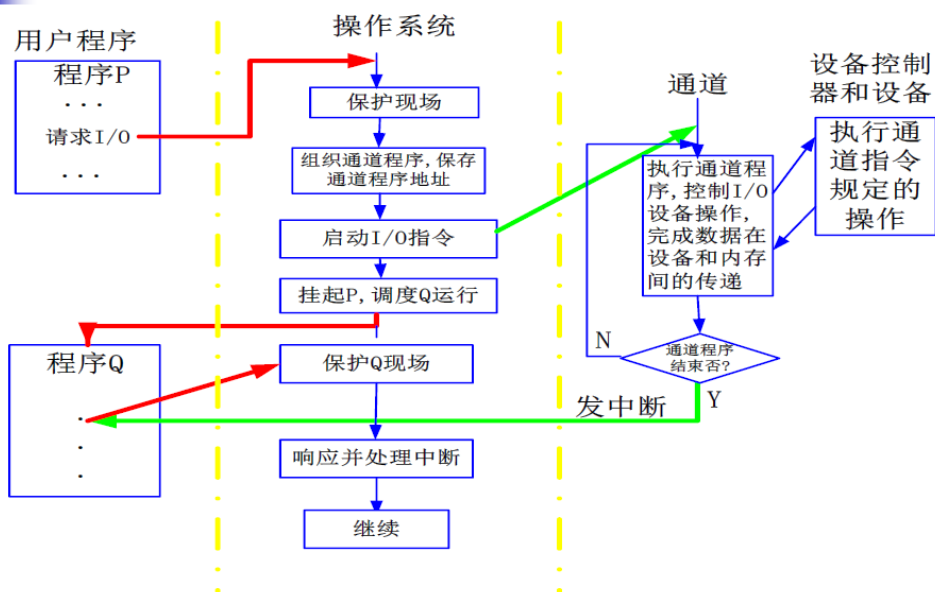 用户程序
程序P
...
请求I/O
...
操作系统
保护现场
组织通道程序,保存
通道程序地址
启动I/O指令
挂起P,调度Q运行
程序Q
.
.
.
保护Q现场
响应并处理中断
继续
通道
执行通道程
序,控制I/O
设备操作,
完成数据在
设备和内存
间的传递
N
通道程序
结束否?
Y
发中断
设备控制
器和设备
执行通
道指令
规定的
操作